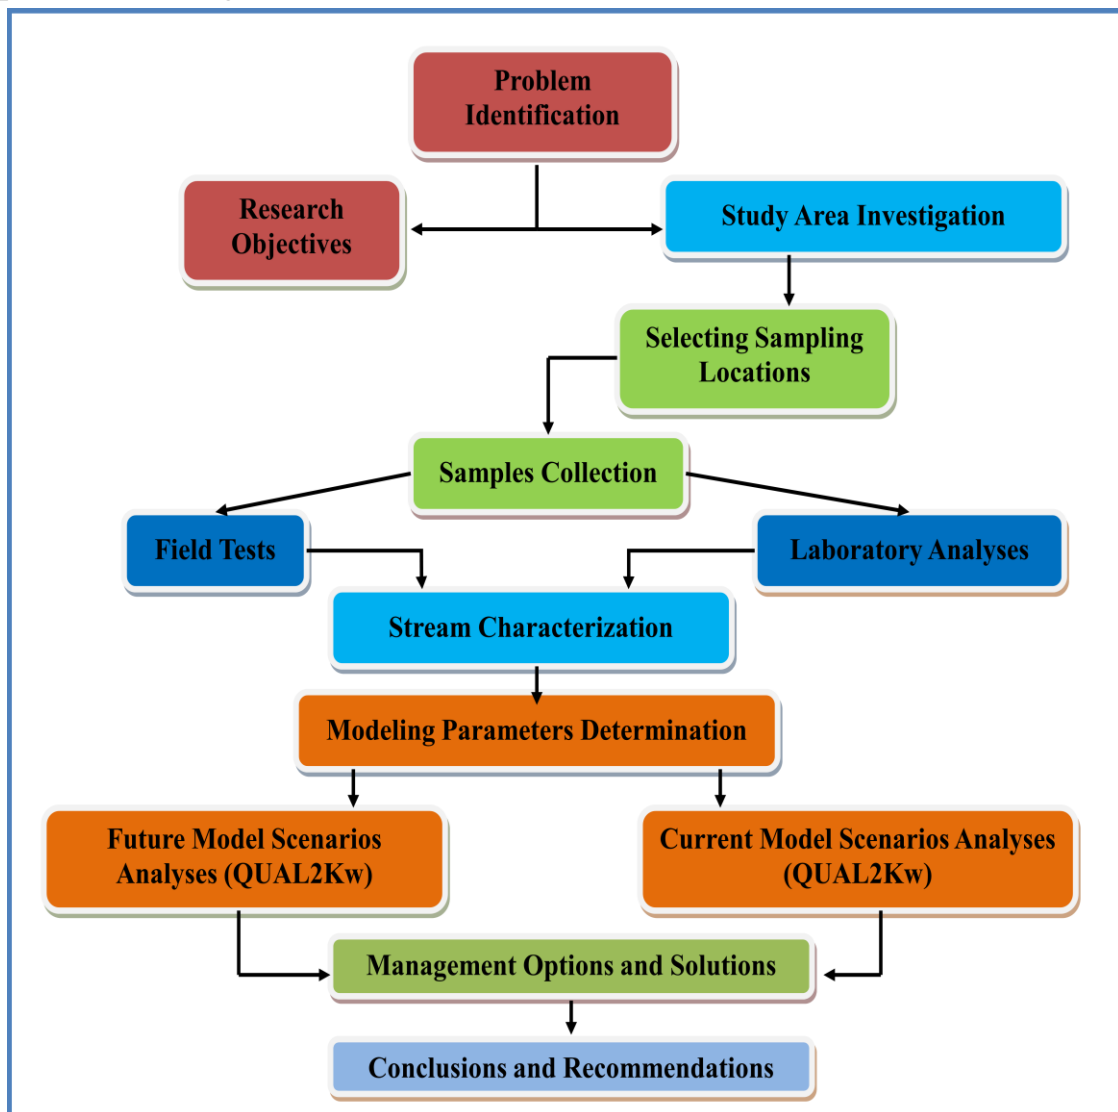 Problem
Identification
Research
Objectives
Study Area Investigation
Selecting Sampling
Locations
Samples Collection
Field Tests
Laboratory Analyses
Stream Characterization
Modeling Parameters Determination
Future Model Scenarios
Analyses (QUAL2Kw)
Current Model Scenarios Analyses
(QUAL2Kw)
Management Options and Solutions
Conclusions and Recommendations